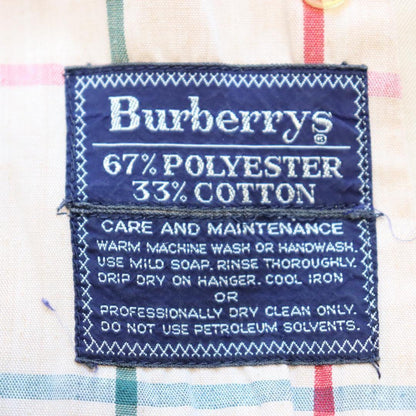 Burberrys®
67% POLYESTER
33% COTTON
CARE AND MAINTENANCE
WARM MACHINE WASH OR HANDWASH.
USE MILD SOAP. RINSE THOROUGHLY.
DRIP DRY ON HANGER. COOL IRON
OR
PROFESSIONALLY DRY CLEAN ONLY.
DO NOT USE PETROLEUM SOLVENTS.